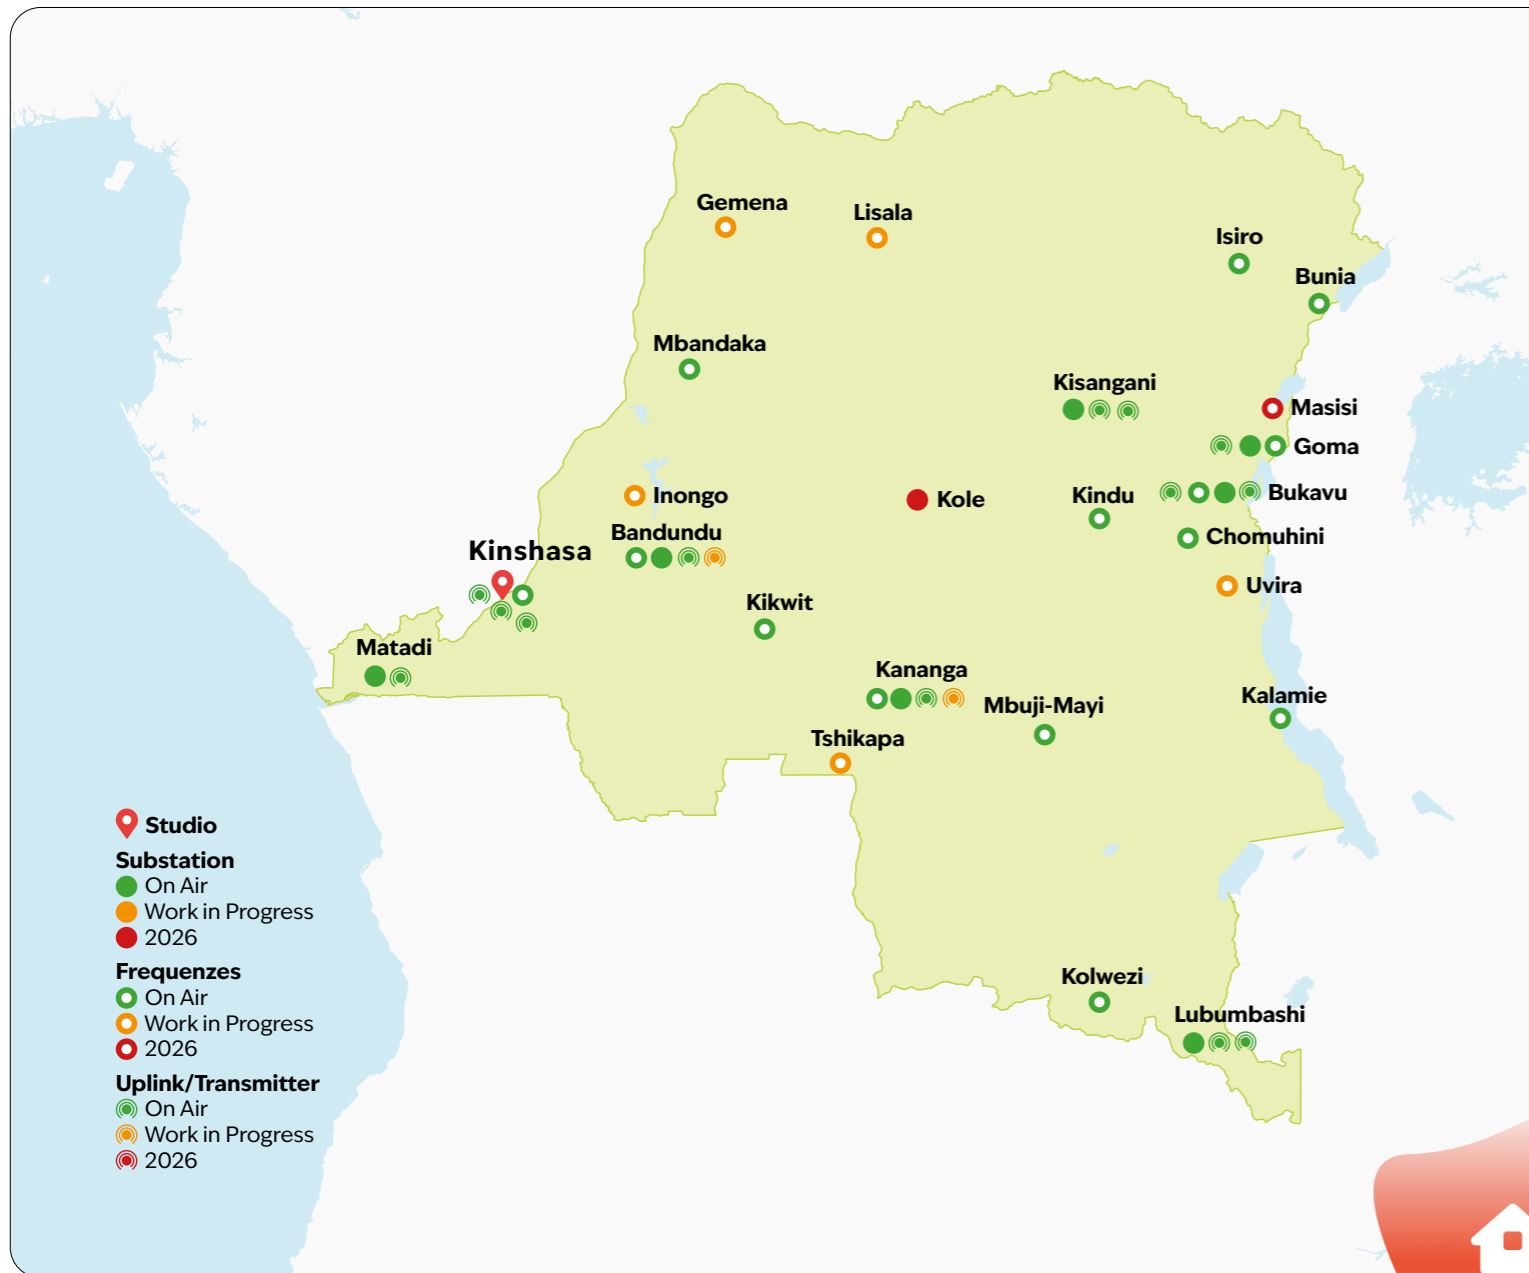 Gemena
Lisala
Isiro
Bunia
Mbandaka
Kisangani
Masisi
Goma
Inongo
Kole
Kindu
Bukavu
Bandundu
Chomuhini
Kinshasa
Uvira
Kikwit
Matadi
Kananga
Mbuji-Mayi
Kalamie
Tshikapa
Kolwezi
Lubumbashi
Studio
Substation
On Air
Work in Progress
2026
Frequenzes
On Air
Work in Progress
2026
Uplink/Transmitter
On Air
Work in Progress
2026